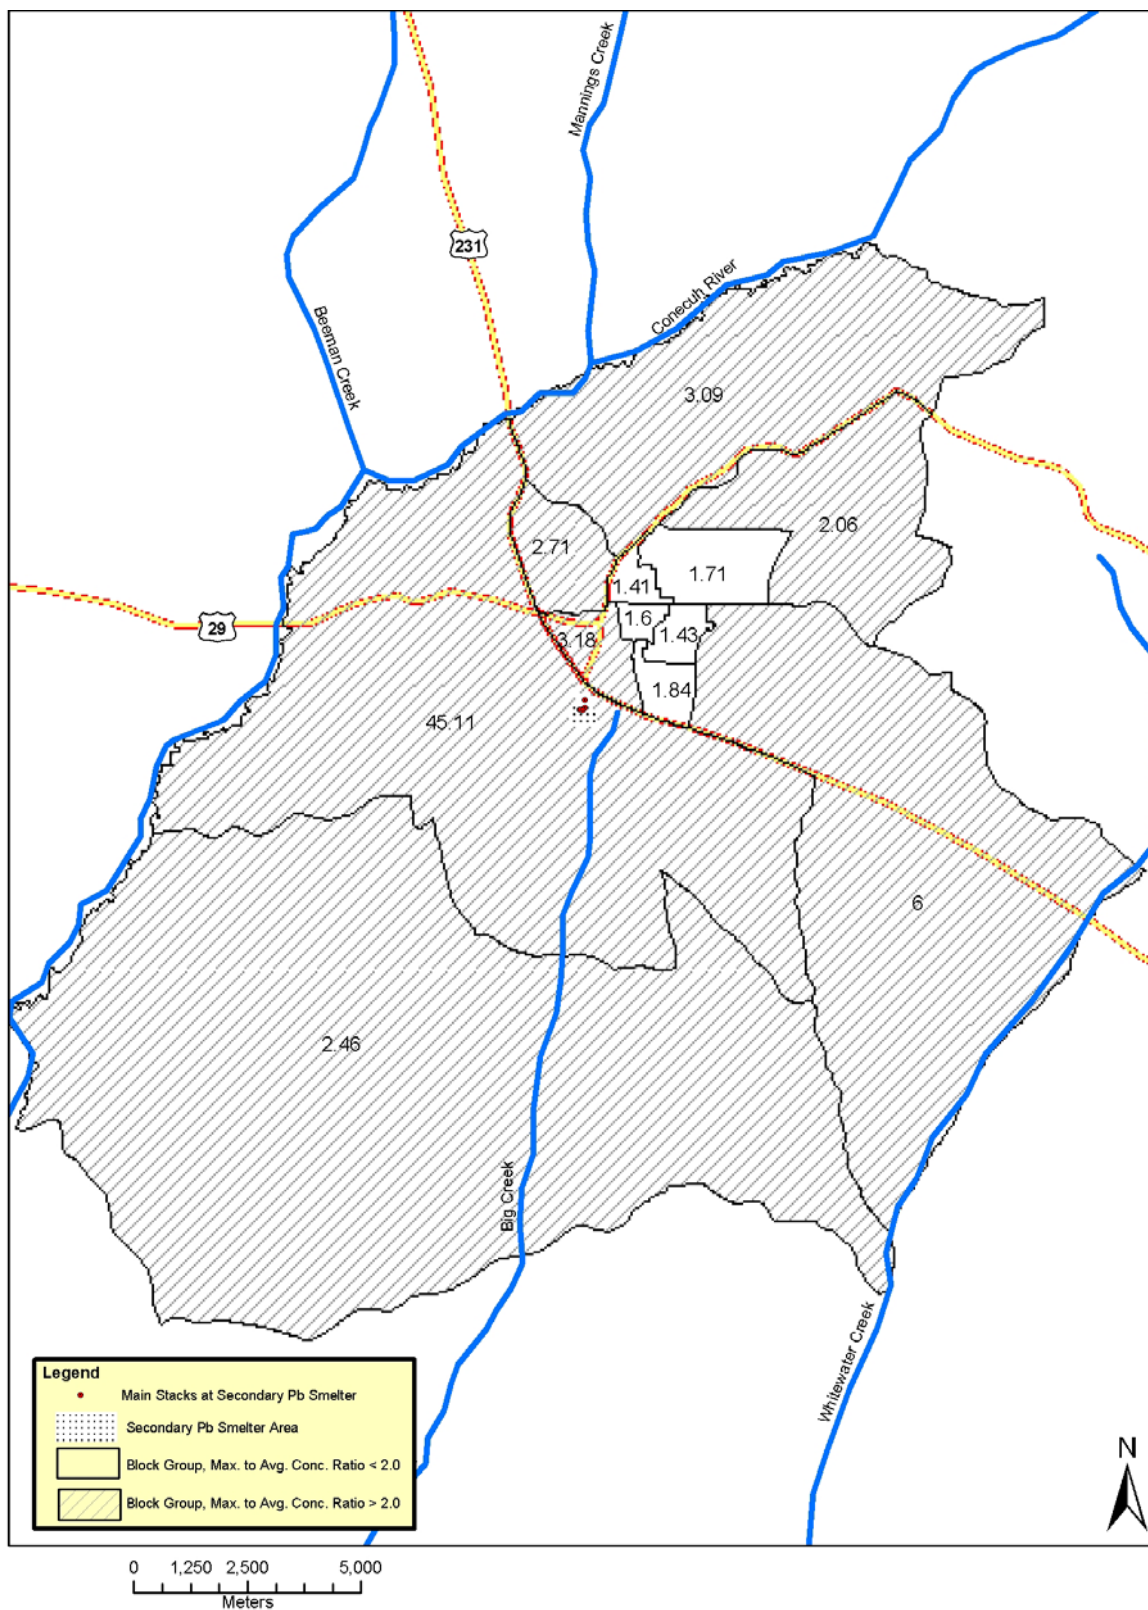 Mannings Creek
231
Conecuh River
Beeman Creek
3.09
2.06
2.71
1.71
1.41
1.6
29
1.43
3.18
1.84
45.11
6
2.46
Big Creek
Whitewater Creek
Legend
Main Stacks at Secondary Pb Smelter
Secondary Pb Smelter Area
Block Group, Max. to Avg. Conc. Ratio < 2.0
Block Group, Max. to Avg. Conc. Ratio > 2.0
N
0 1,250 2,500 5,000
Meters